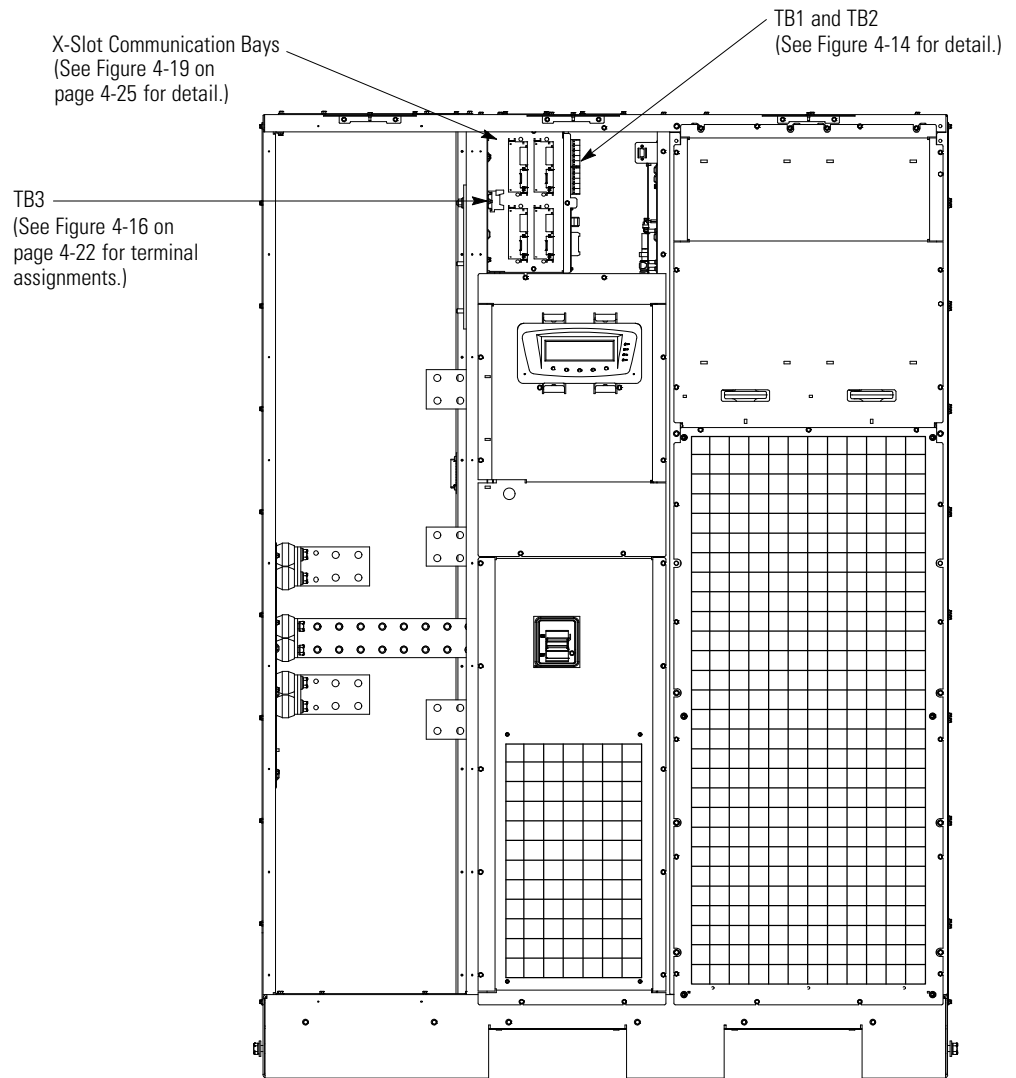 TB1 and TB2
(See Figure 4-14 for detail.)
X-Slot Communication Bays
(See Figure 4-19 on
page 4-25 for detail.)
TB3
(See Figure 4-16 on
page 4-22 for terminal
assignments.)